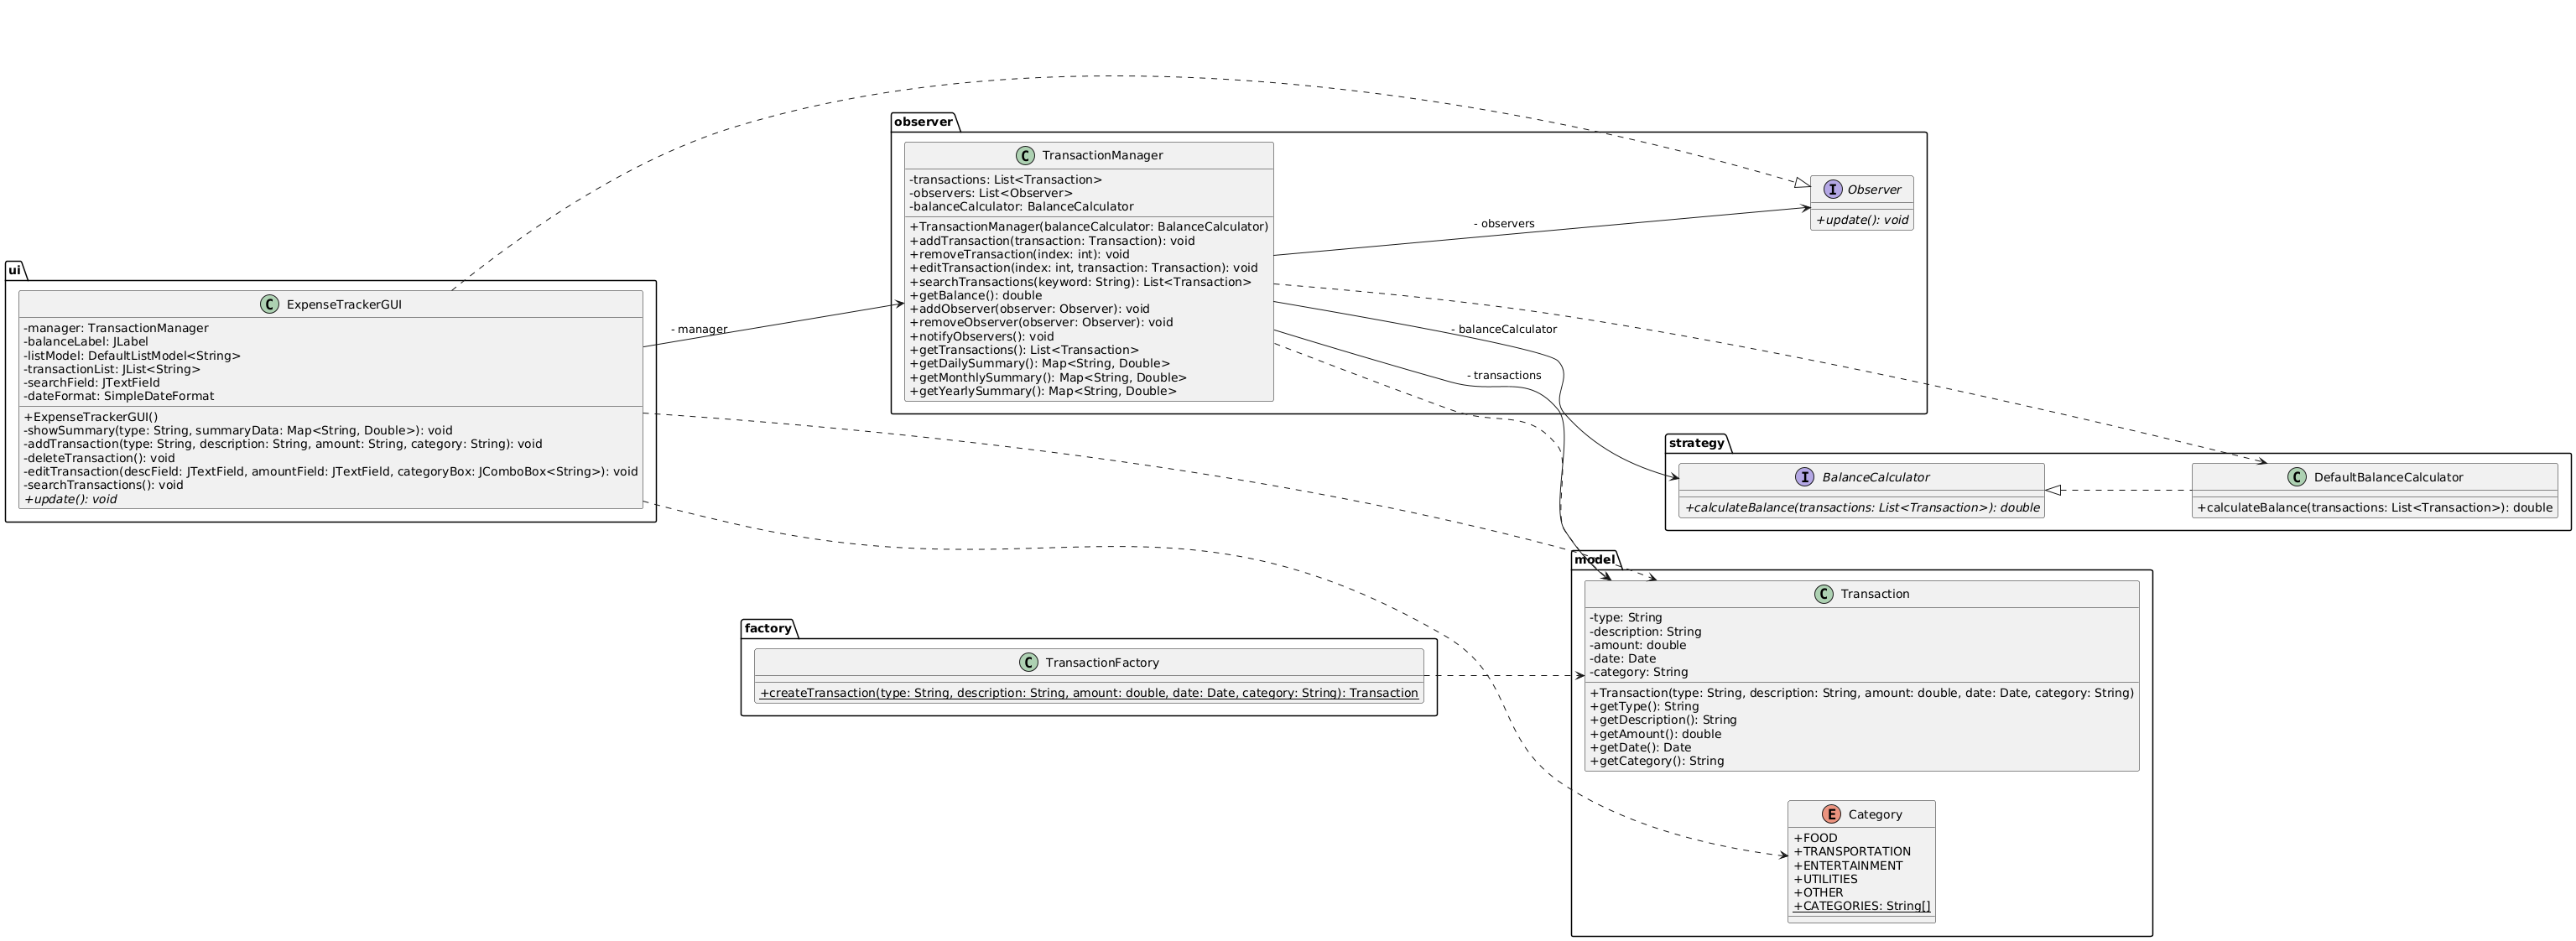 observer
C TransactionManager
-transactions: List<Transaction>
-observers: List<Observer>
-balanceCalculator: BalanceCalculator
+TransactionManager(balanceCalculator: BalanceCalculator)
+addTransaction(transaction: Transaction): void
+removeTransaction(index: int): void
+editTransaction(index: int, transaction: Transaction): void
+searchTransactions(keyword: String): List<Transaction>
+getBalance(): double
+addObserver(observer: Observer): void
+removeObserver(observer: Observer): void
+notifyObservers(): void
+getTransactions(): List<Transaction>
+getDailySummary(): Map<String, Double>
+getMonthlySummary(): Map<String, Double>
+getYearlySummary(): Map<String, Double>
I Observer
+update(): void
- observers
- balanceCalculator
- transactions
ui
C ExpenseTrackerGUI
-manager: TransactionManager
-balanceLabel: JLabel
-listModel: DefaultListModel<String>
-transactionList: JList<String>
-searchField: JTextField
-dateFormat: SimpleDateFormat
+ExpenseTrackerGUI()
-showSummary(type: String, summaryData: Map<String, Double>): void
-addTransaction(type: String, description: String, amount: String, category: String): void
-deleteTransaction(): void
-editTransaction(descField: JTextField, amountField: JTextField, categoryBox: JComboBox<String>): void
-searchTransactions(): void
+update(): void
- manager
strategy
I BalanceCalculator
+calculateBalance(transactions: List<Transaction>): double
C DefaultBalanceCalculator
+calculateBalance(transactions: List<Transaction>): double
factory
C TransactionFactory
+createTransaction(type: String, description: String, amount: double, date: Date, category: String): Transaction
model
C Transaction
-type: String
-description: String
-amount: double
-date: Date
-category: String
+Transaction(type: String, description: String, amount: double, date: Date, category: String)
+getType(): String
+getDescription(): String
+getAmount(): double
+getDate(): Date
+getCategory(): String
E Category
+FOOD
+TRANSPORTATION
+ENTERTAINMENT
+UTILITIES
+OTHER
+CATEGORIES: String[]